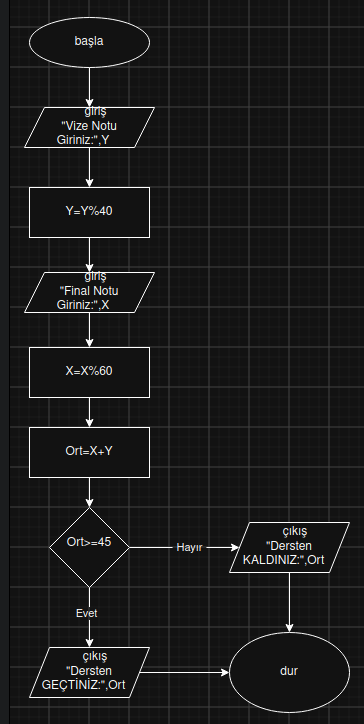 başla
giriş
"Vize Notu
Giriniz:",Y
Y=Y%40
giriş
"Final Notu
Giriniz:",X
X=X%60
Ort=X+Y
Ort>=45
Hayır
çıkış
"Dersten
KALDINIZ:",Ort
Evet
çıkış
"Dersten
GEÇTİNİZ:",Ort
dur